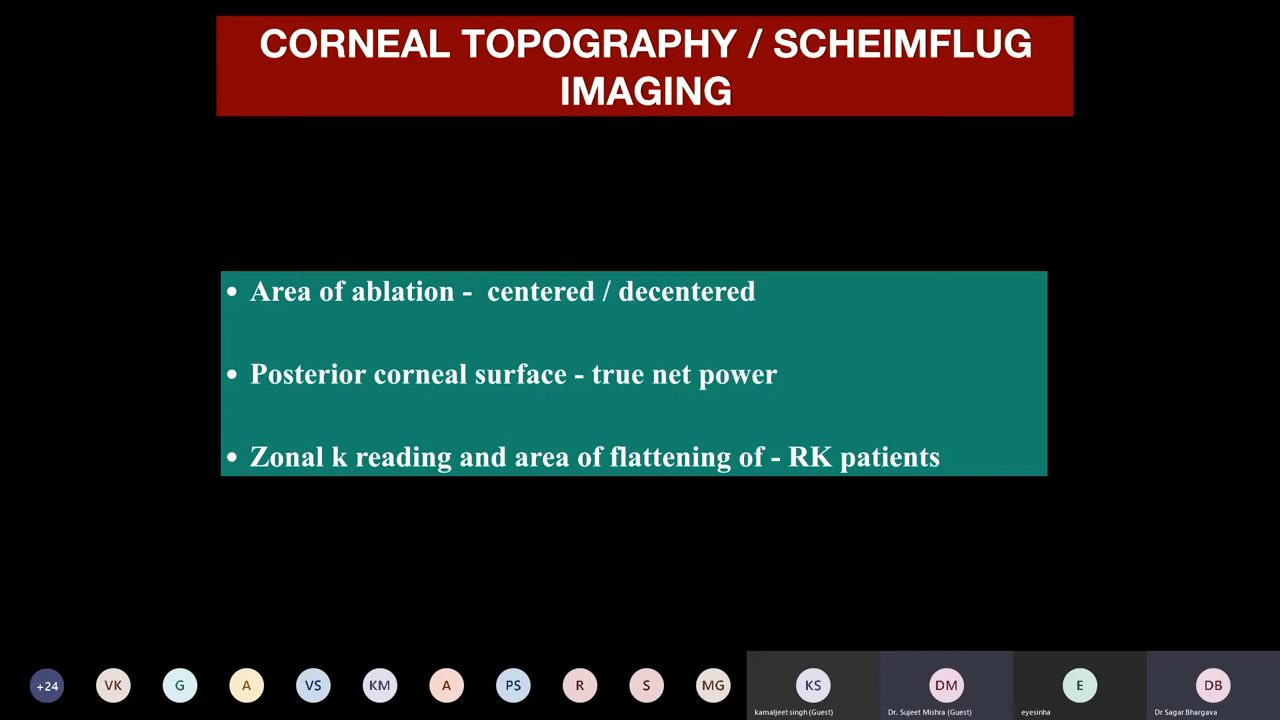 CORNEAL TOPOGRAPHY / SCHEIMFLUG
IMAGING
• Area of ablation -  centered / decentered
• Posterior corneal surface - true net power
• Zonal k reading and area of flattening of - RK patients
+24 VK G A VS KM A PS R S MG KS DM E DB
kamaljeet singh (Guest) Dr. Sujeet Mishra (Guest) eyesinha Dr Sagar Bhargava